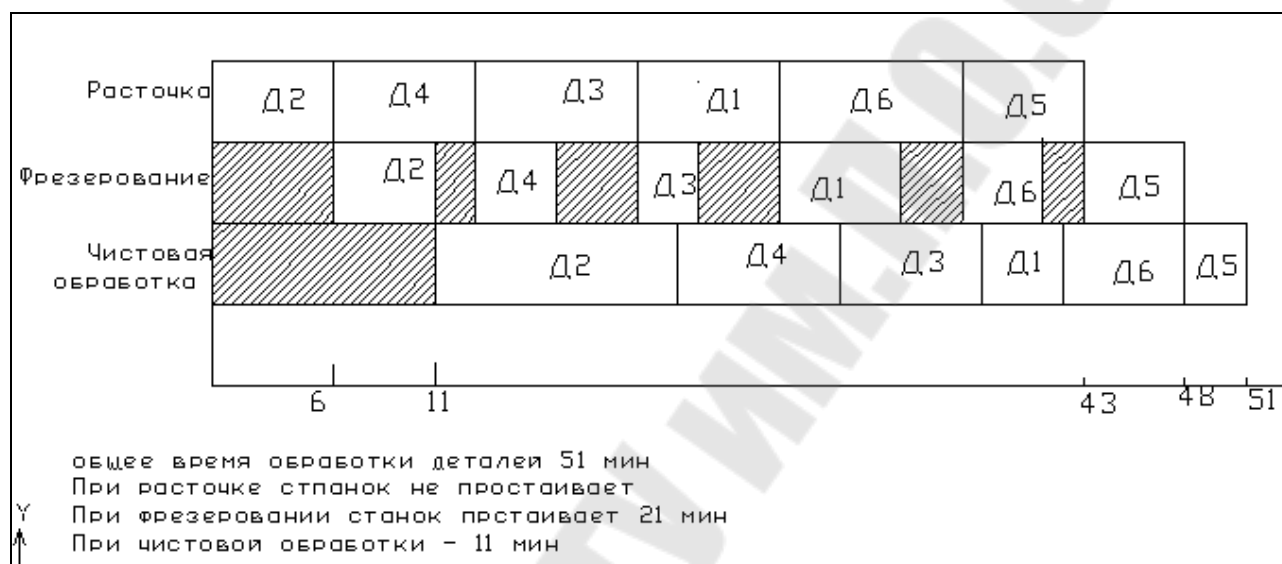 Расточка Д2 Д4 Д3 Д1 Д6 Д5
Фрезерование Д2 Д4 Д3 Д1 Д6 Д5
Чистовая
обработка Д2 Д4 Д3 Д1 Д6 Д5
6 11 43 48 51
общее время обработки деталей 51 мин
При расточке стпанок не простаивает
При фрезеровании станок прстаивает 21 мин
При чистовой обработки - 11 мин
Y